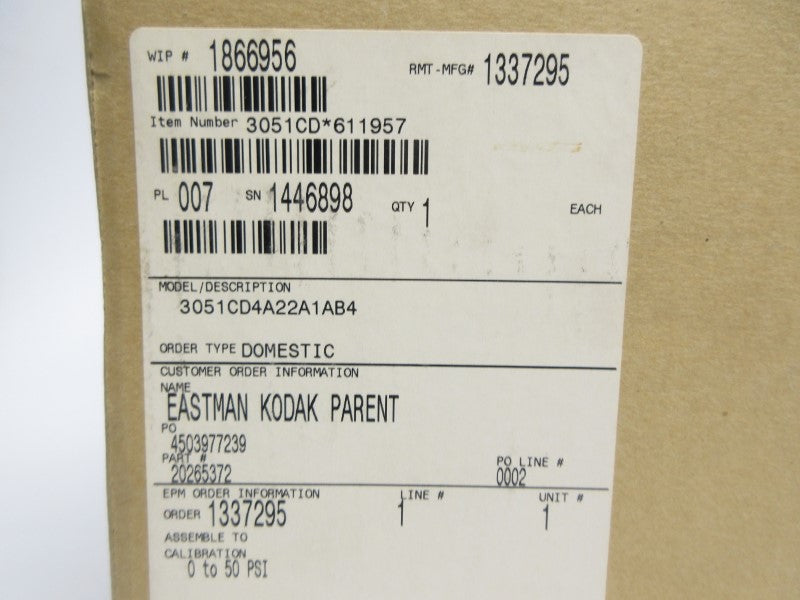 WIP # 1866956 RMT-MFG# 1337295
Item Number 3051CD*611957
PL 007 SN 1446898 QTY 1 EACH
MODEL/DESCRIPTION
3051CD4A22A1AB4
ORDER TYPE DOMESTIC
CUSTOMER ORDER INFORMATION
NAME
EASTMAN KODAK PARENT
PO
4503977239
PART # PO LINE #
20265372 0002
EPM ORDER INFORMATION LINE # UNIT #
ORDER 1337295 1 1
ASSEMBLE TO
CALIBRATION
0 to 50 PSI